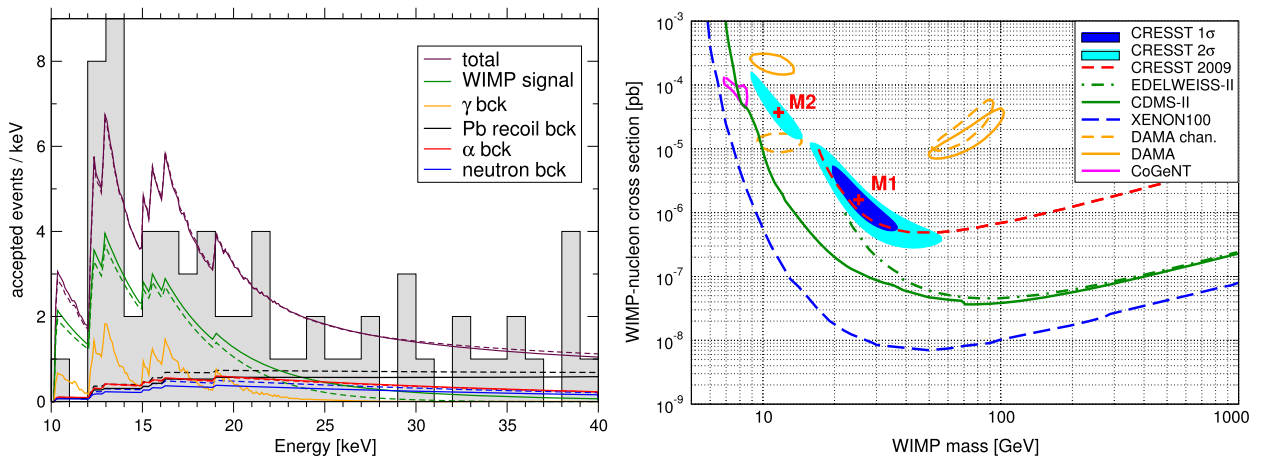 accepted events / keV
8
6
4
2
0
10
15
20
25
30
35
40
Energy [keV]
total
WIMP signal
γ bck
Pb recoil bck
α bck
neutron bck
WIMP-nucleon cross section [pb]
10-3
10-4
10-5
10-6
10-7
10-8
10-9
10
100
1000
WIMP mass [GeV]
M2
M1
CRESST 1σ
CRESST 2σ
CRESST 2009
EDELWEISS-II
CDMS-II
XENON100
DAMA chan.
DAMA
CoGeNT